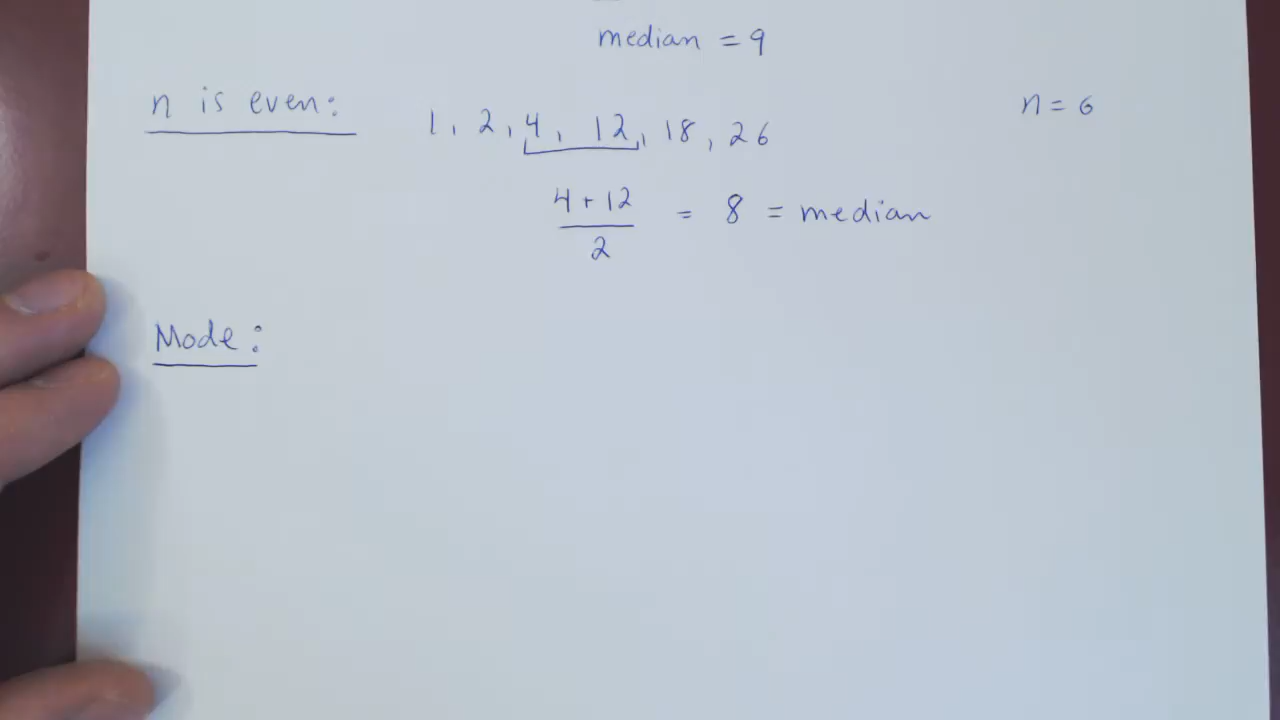 median = 9
n is even: 1, 2, 4, 12, 18, 26 n = 6
4 + 12
= 8 = median
2
Mode: